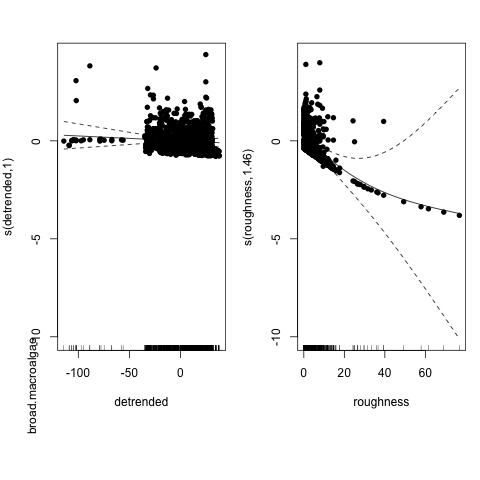 s(detrended,1)
0
-5
-10
broad.macroalgae
-100
-50
0
detrended
s(roughness,1.46)
0
-5
-10
0
20
40
60
roughness